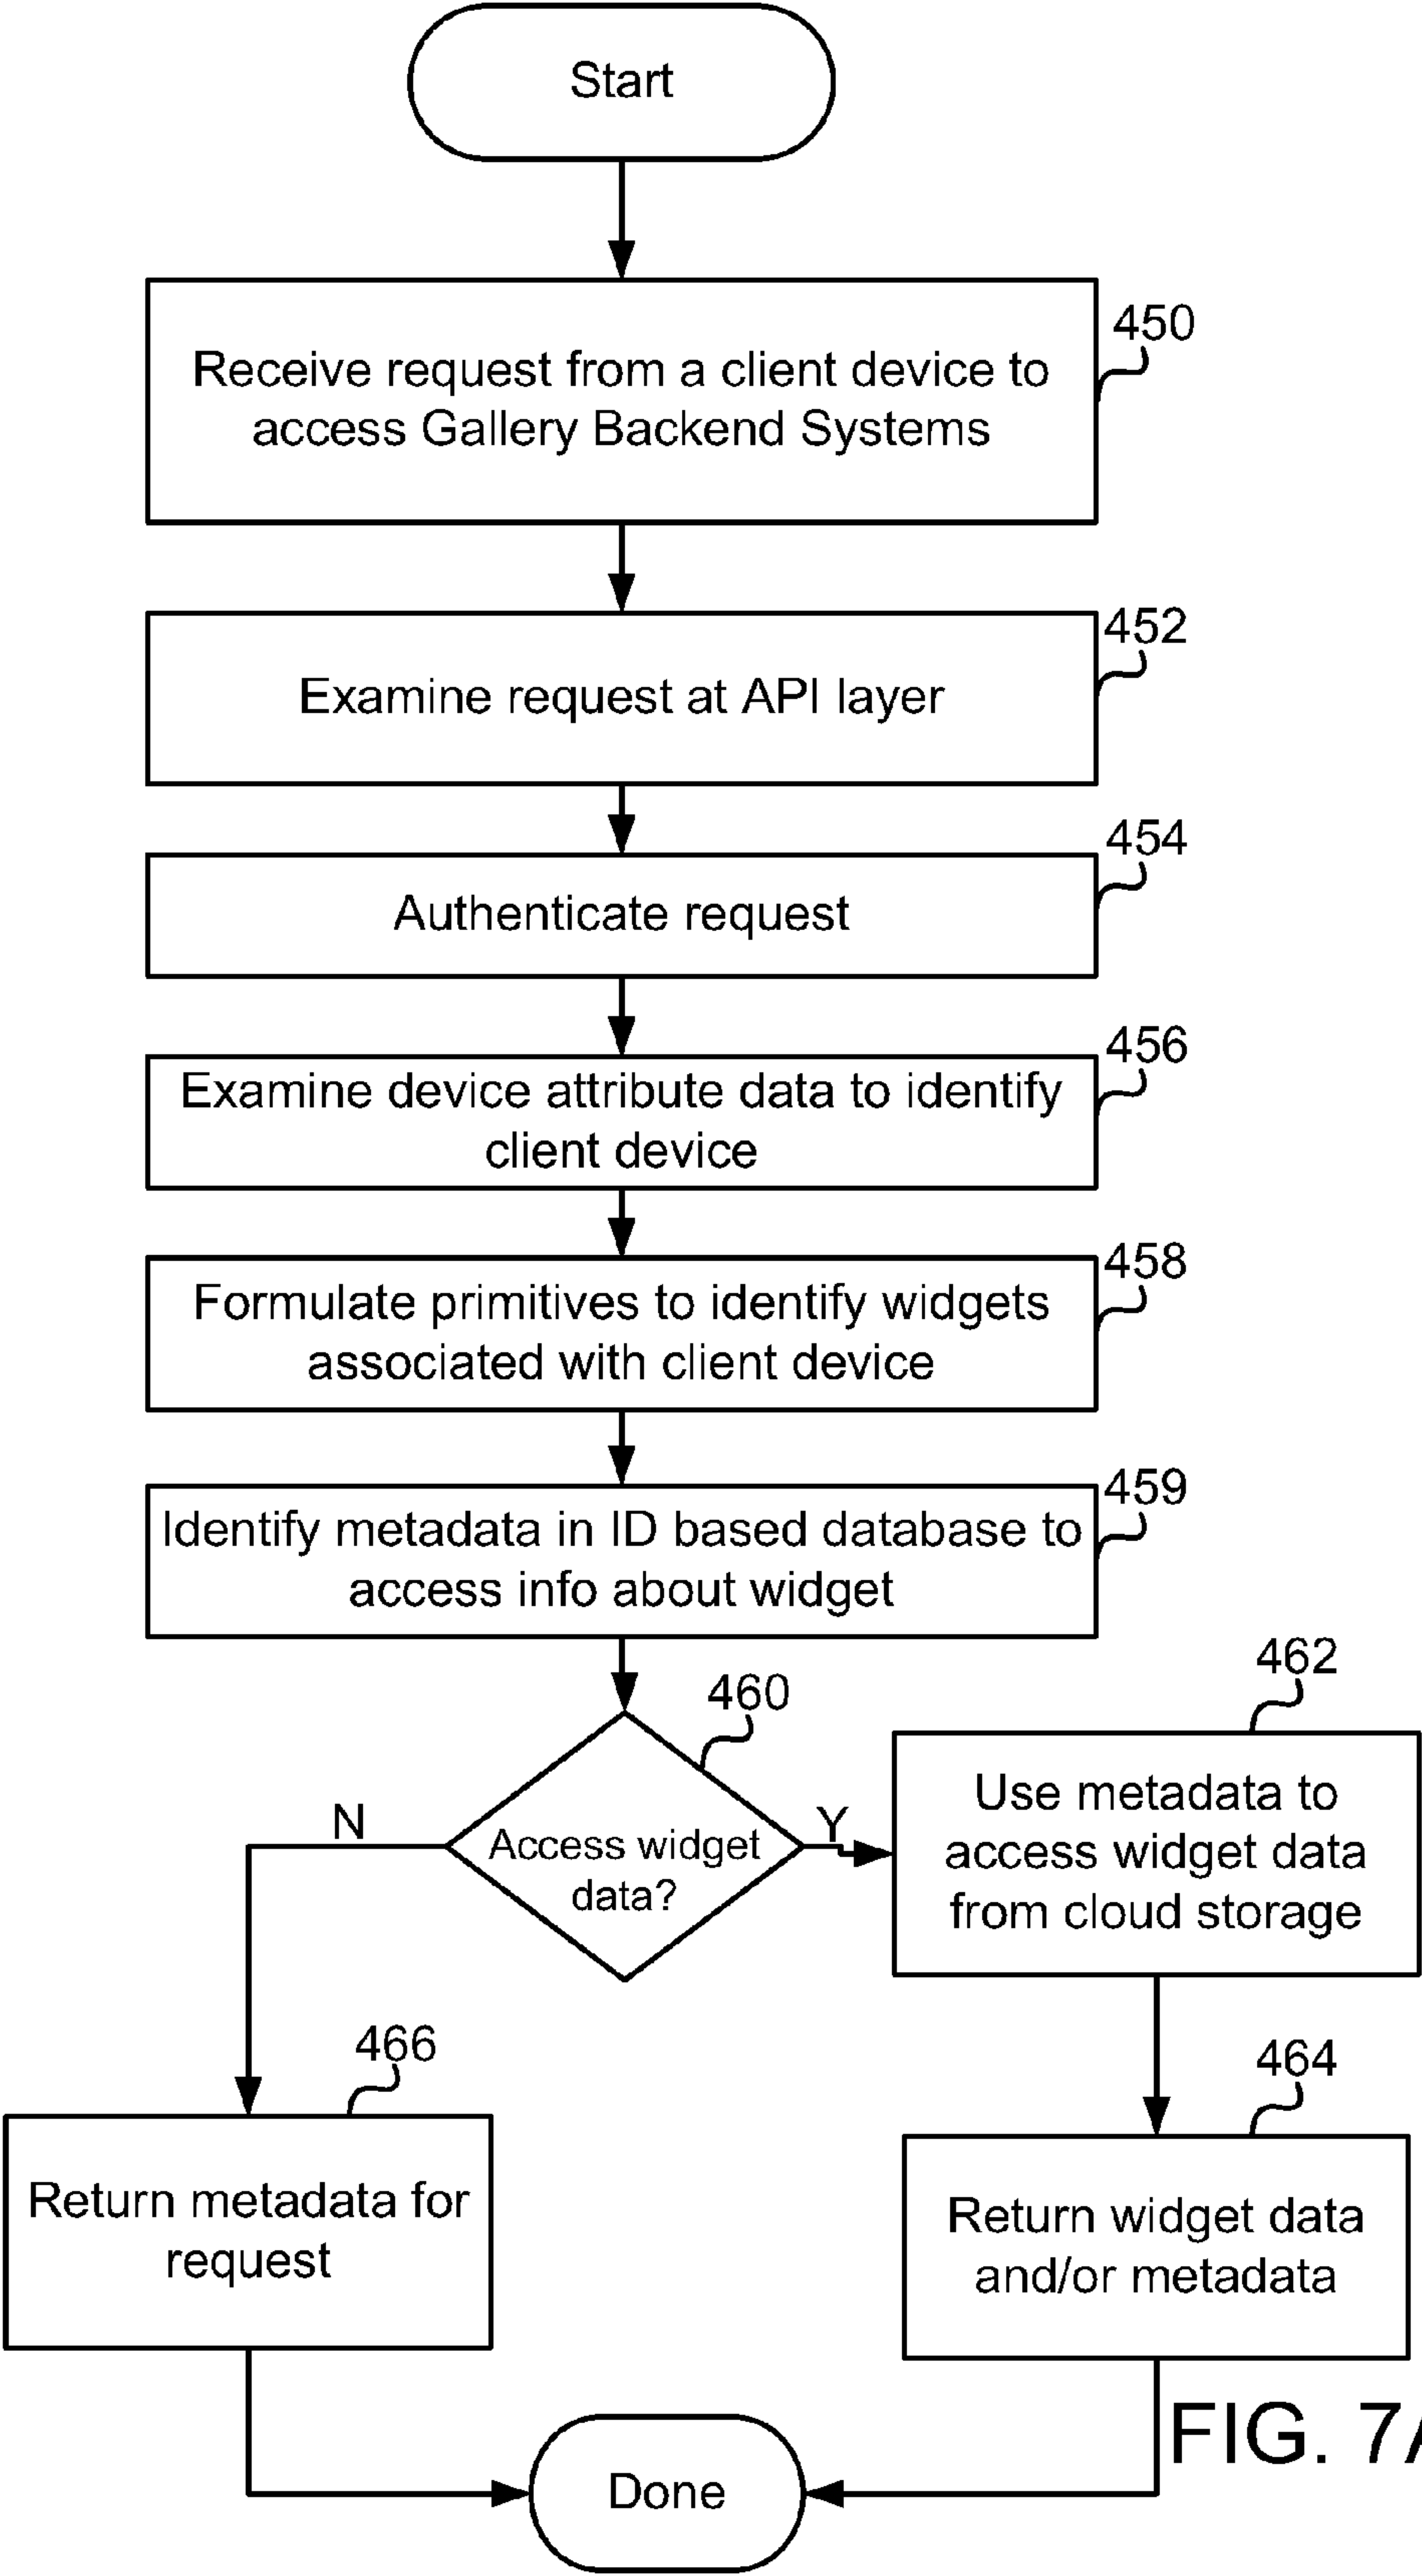 Start
450
Receive request from a client device to
access Gallery Backend Systems
452
Examine request at API layer
454
Authenticate request
456
Examine device attribute data to identify
client device
458
Formulate primitives to identify widgets
associated with client device
459
Identify metadata in ID based database to
access info about widget
460
462
N
Access widget
data?
Y
Use metadata to
access widget data
from cloud storage
466
464
Return metadata for
request
Return widget data
and/or metadata
FIG. 7A
Done